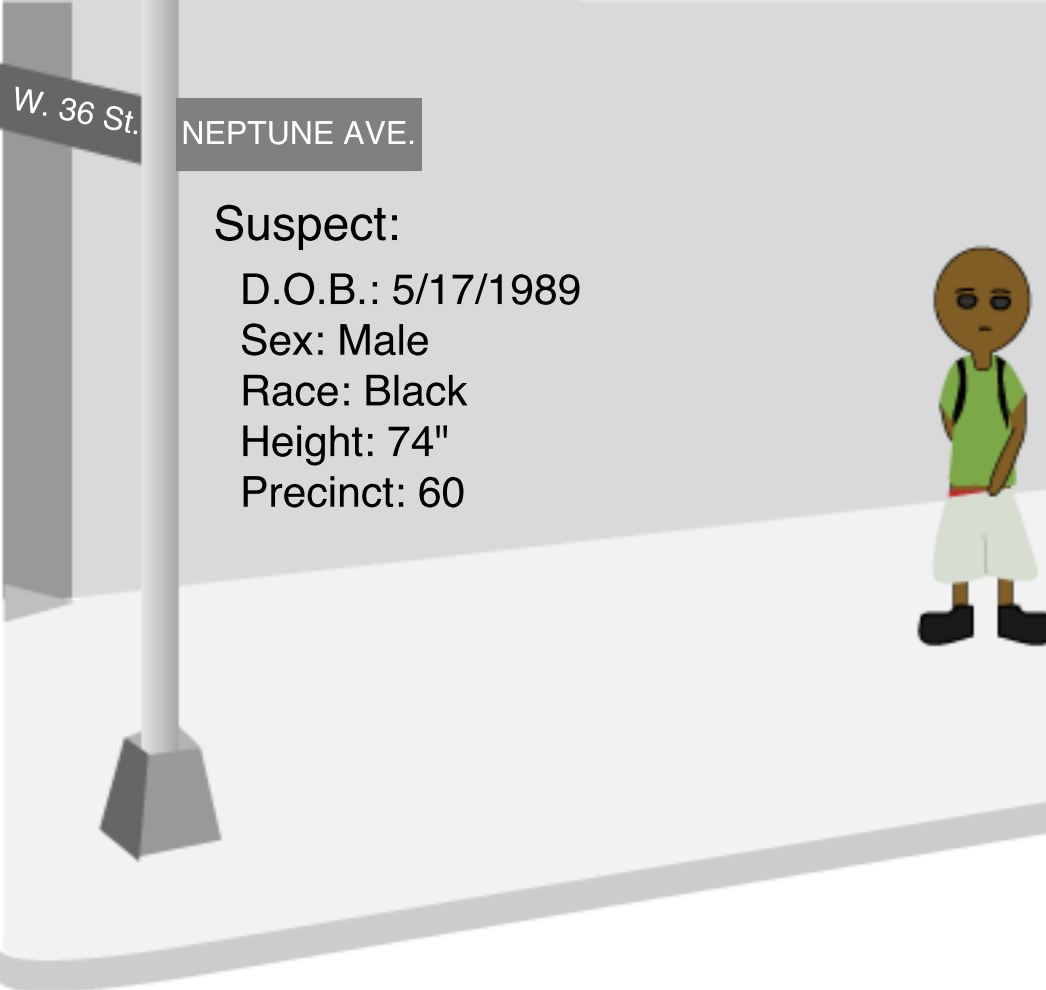 W. 36 St.
NEPTUNE AVE.
Suspect:
D.O.B.: 5/17/1989
Sex: Male
Race: Black
Height: 74"
Precinct: 60